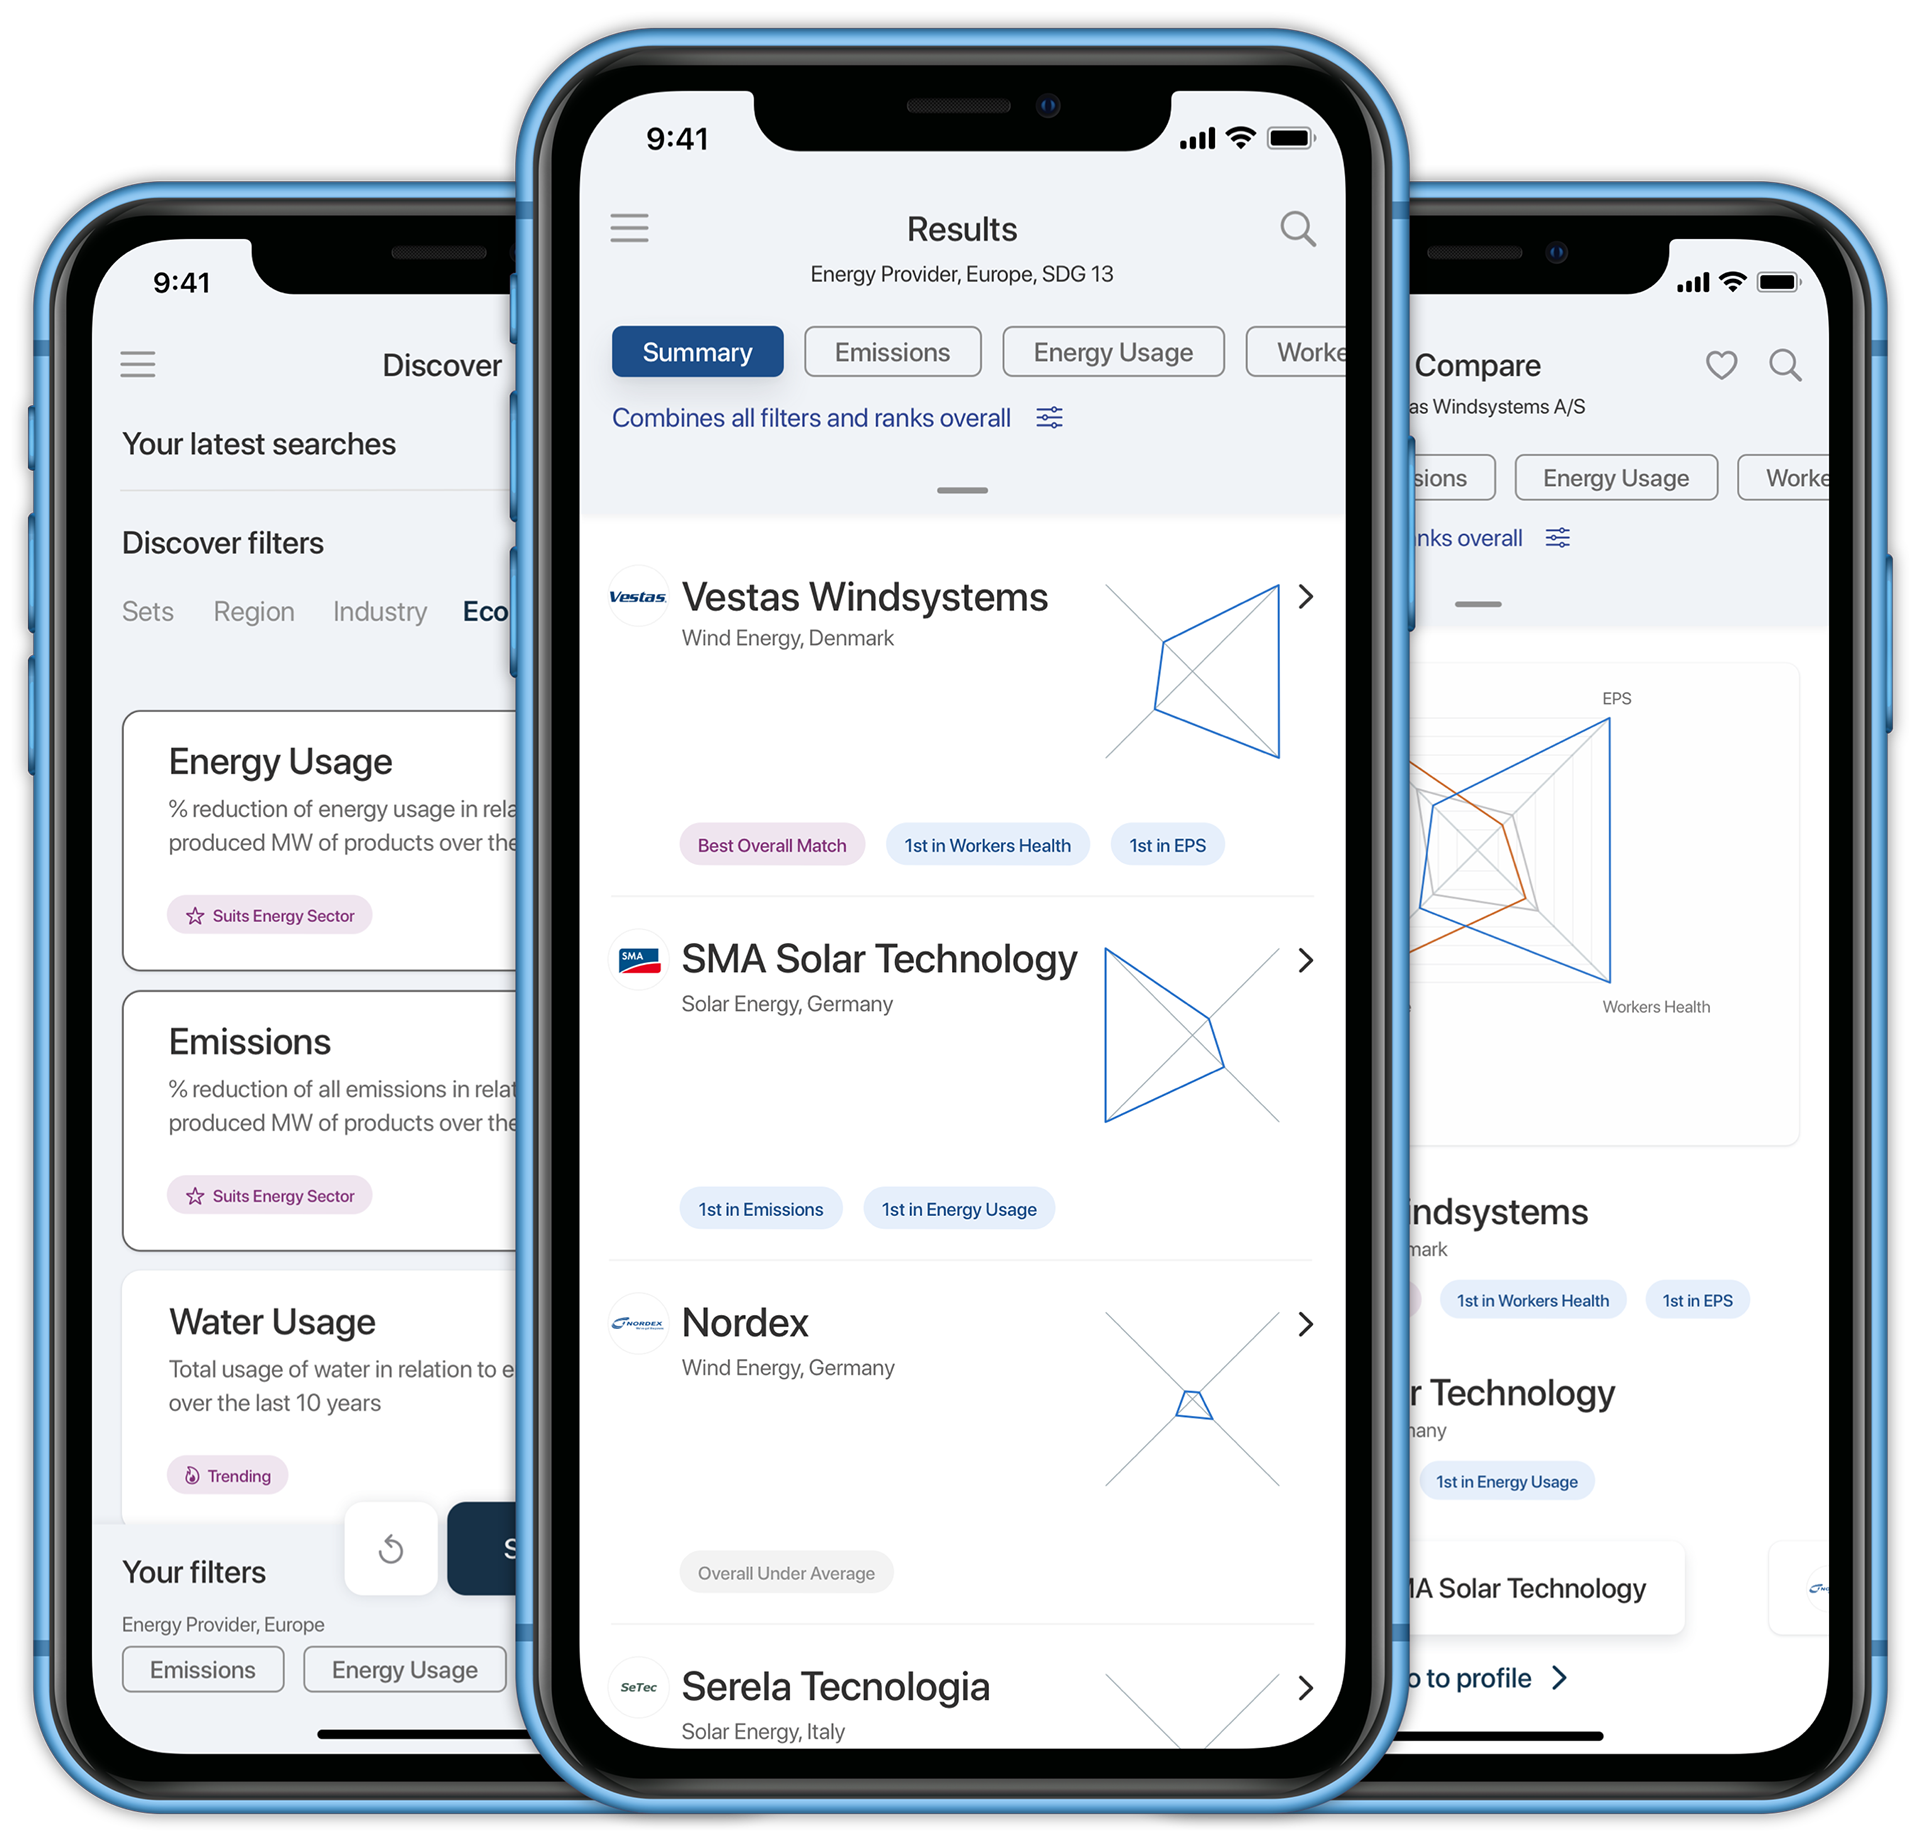 9:41
Discover
Your latest searches
Discover filters
Sets Region Industry Eco
Energy Usage
% reduction of energy usage in rela
produced MW of products over the
Suits Energy Sector
Emissions
% reduction of all emissions in relat
produced MW of products over the
Suits Energy Sector
Water Usage
Total usage of water in relation to e
over the last 10 years
Trending
Your filters
S
Energy Provider, Europe
Emissions Energy Usage
9:41
Results
Energy Provider, Europe, SDG 13
Summary Emissions Energy Usage Worke
Combines all filters and ranks overall
Vestas
Vestas Windsystems
Wind Energy, Denmark
Best Overall Match 1st in Workers Health 1st in EPS
SMA
SMA Solar Technology
Solar Energy, Germany
1st in Emissions 1st in Energy Usage
NORDEX
Nordex
Wind Energy, Germany
Overall Under Average
SeTec
Serela Tecnologia
Solar Energy, Italy
Compare
as Windsystems A/S
sions Energy Usage Worke
nks overall
EPS
Workers Health
indsystems
mark
1st in Workers Health 1st in EPS
r Technology
many
1st in Energy Usage
MA Solar Technology
o to profile